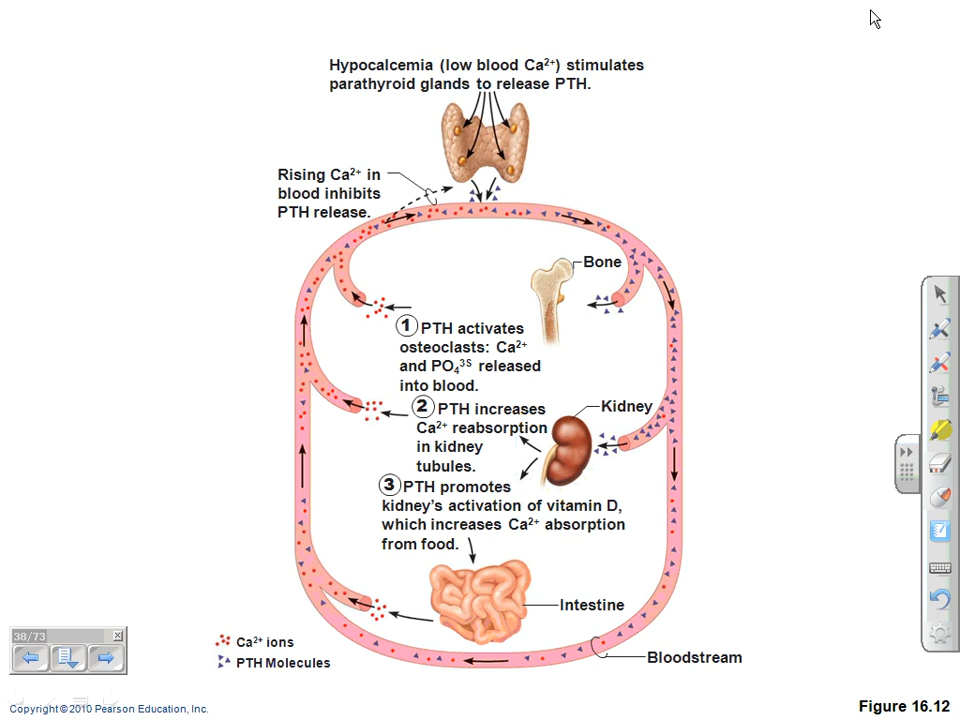 Hypocalcemia (low blood Ca²⁺) stimulates
parathyroid glands to release PTH.
Rising Ca²⁺ in
blood inhibits
PTH release.
Bone
1 PTH activates
osteoclasts: Ca²⁺
and PO₄³ˢ released
into blood.
2 PTH increases
Ca²⁺ reabsorption
in kidney
tubules.
Kidney
3 PTH promotes
kidney's activation of vitamin D,
which increases Ca²⁺ absorption
from food.
Intestine
38/73
Ca²⁺ ions
PTH Molecules
Bloodstream
Copyright © 2010 Pearson Education, Inc.
Figure 16.12